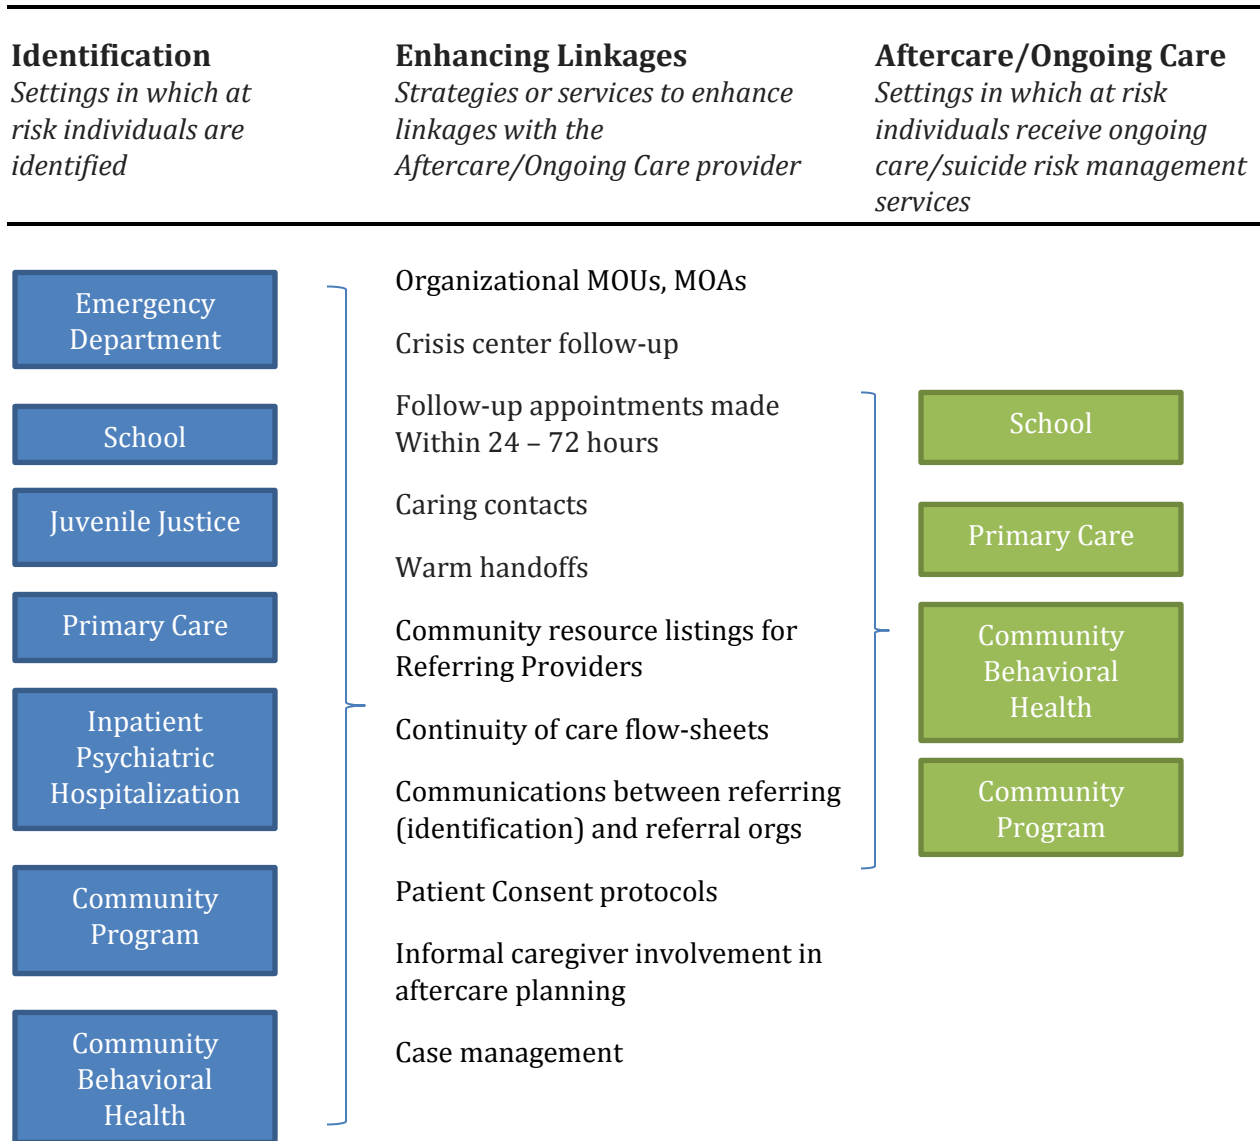 Identification
Settings in which at
risk individuals are
identified
Enhancing Linkages
Strategies or services to enhance
linkages with the
Aftercare/Ongoing Care provider
Aftercare/Ongoing Care
Settings in which at risk
individuals receive ongoing
care/suicide risk management
services
Emergency
Department
School
Juvenile Justice
Primary Care
Inpatient
Psychiatric
Hospitalization
Community
Program
Community
Behavioral
Health
Organizational MOUs, MOAs
Crisis center follow-up
Follow-up appointments made
Within 24 – 72 hours
Caring contacts
Warm handoffs
Community resource listings for
Referring Providers
Continuity of care flow-sheets
Communications between referring
(identification) and referral orgs
Patient Consent protocols
Informal caregiver involvement in
aftercare planning
Case management
School
Primary Care
Community
Behavioral
Health
Community
Program